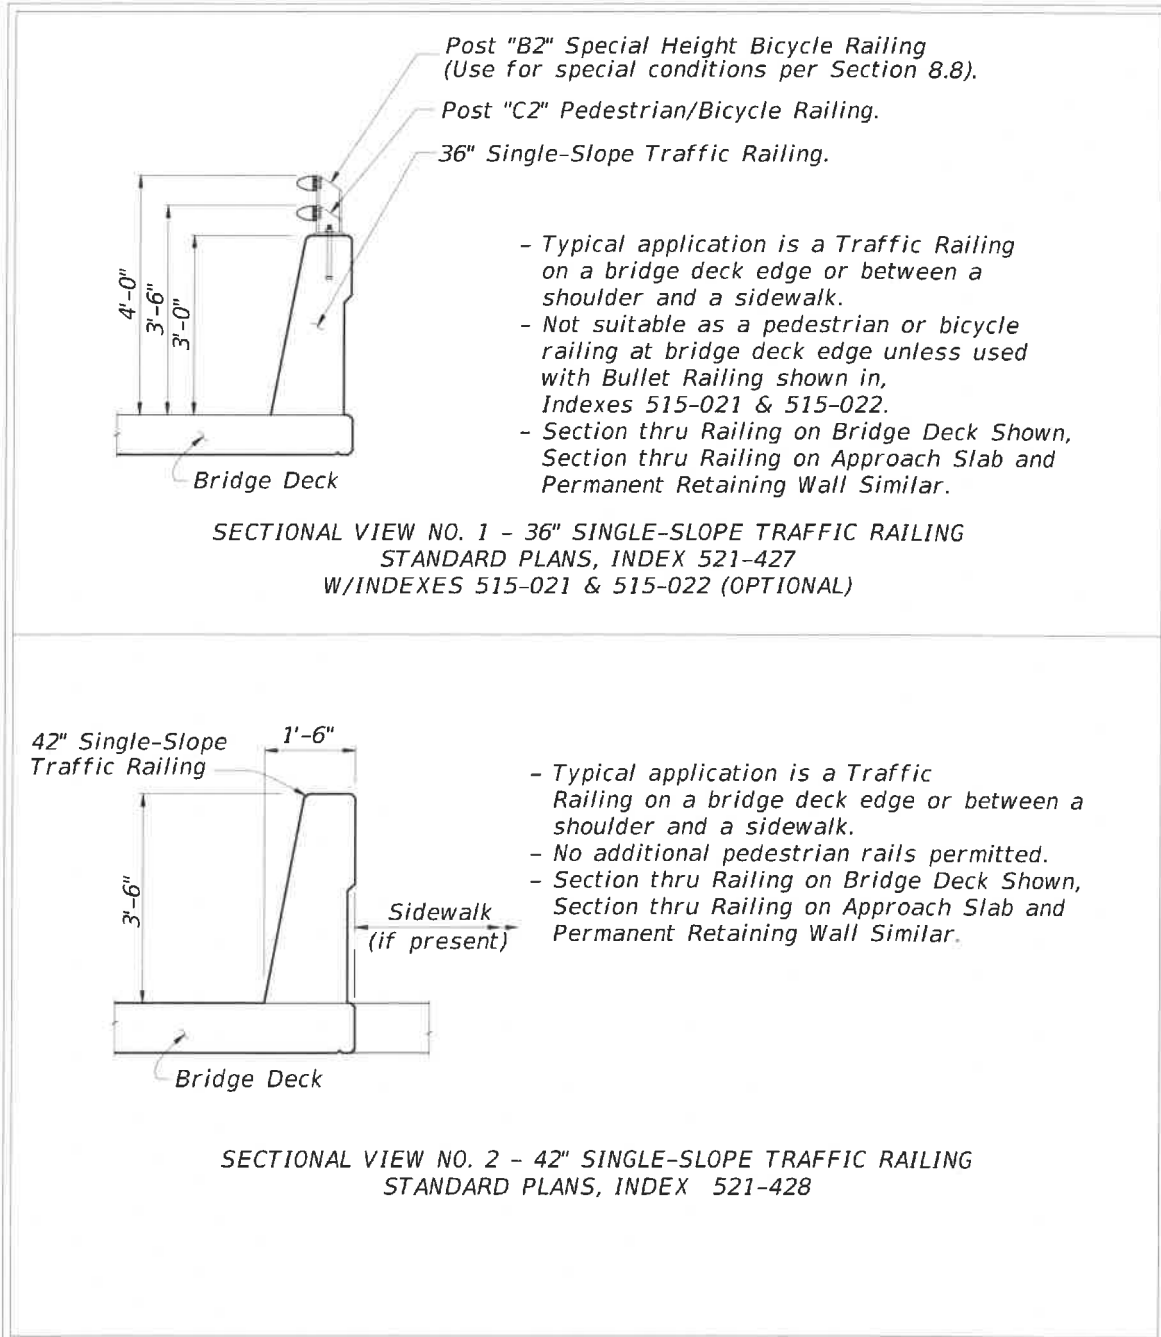 Post "B2" Special Height Bicycle Railing
(Use for special conditions per Section 8.8).
Post "C2" Pedestrian/Bicycle Railing.
36" Single-Slope Traffic Railing.
4'-0"
3'-6"
3'-0"
- Typical application is a Traffic Railing
on a bridge deck edge or between a
shoulder and a sidewalk.
- Not suitable as a pedestrian or bicycle
railing at bridge deck edge unless used
with Bullet Railing shown in,
Indexes 515-021 & 515-022.
- Section thru Railing on Bridge Deck Shown,
Section thru Railing on Approach Slab and
Permanent Retaining Wall Similar.
Bridge Deck
SECTIONAL VIEW NO. 1 - 36" SINGLE-SLOPE TRAFFIC RAILING
STANDARD PLANS, INDEX 521-427
W/INDEXES 515-021 & 515-022 (OPTIONAL)
42" Single-Slope
Traffic Railing
1'-6"
3'-6"
Sidewalk
(if present)
- Typical application is a Traffic
Railing on a bridge deck edge or between a
shoulder and a sidewalk.
- No additional pedestrian rails permitted.
- Section thru Railing on Bridge Deck Shown,
Section thru Railing on Approach Slab and
Permanent Retaining Wall Similar.
Bridge Deck
SECTIONAL VIEW NO. 2 - 42" SINGLE-SLOPE TRAFFIC RAILING
STANDARD PLANS, INDEX 521-428